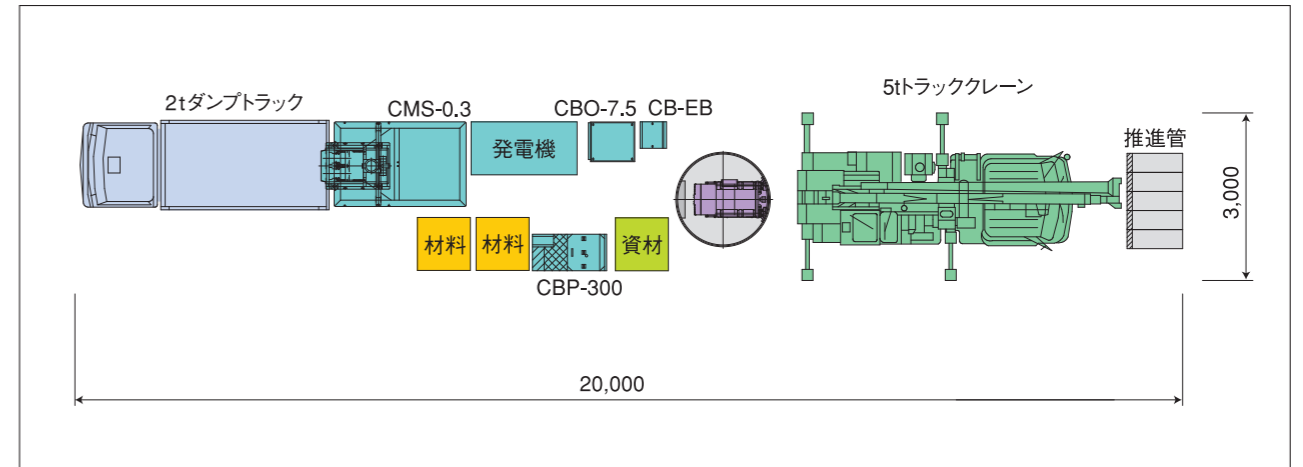 2tダンプトラック
CMS-0.3
CBO-7.5
CB-EB
5tトラッククレーン
推進管
発電機
材料
材料
資材
CBP-300
3,000
20,000